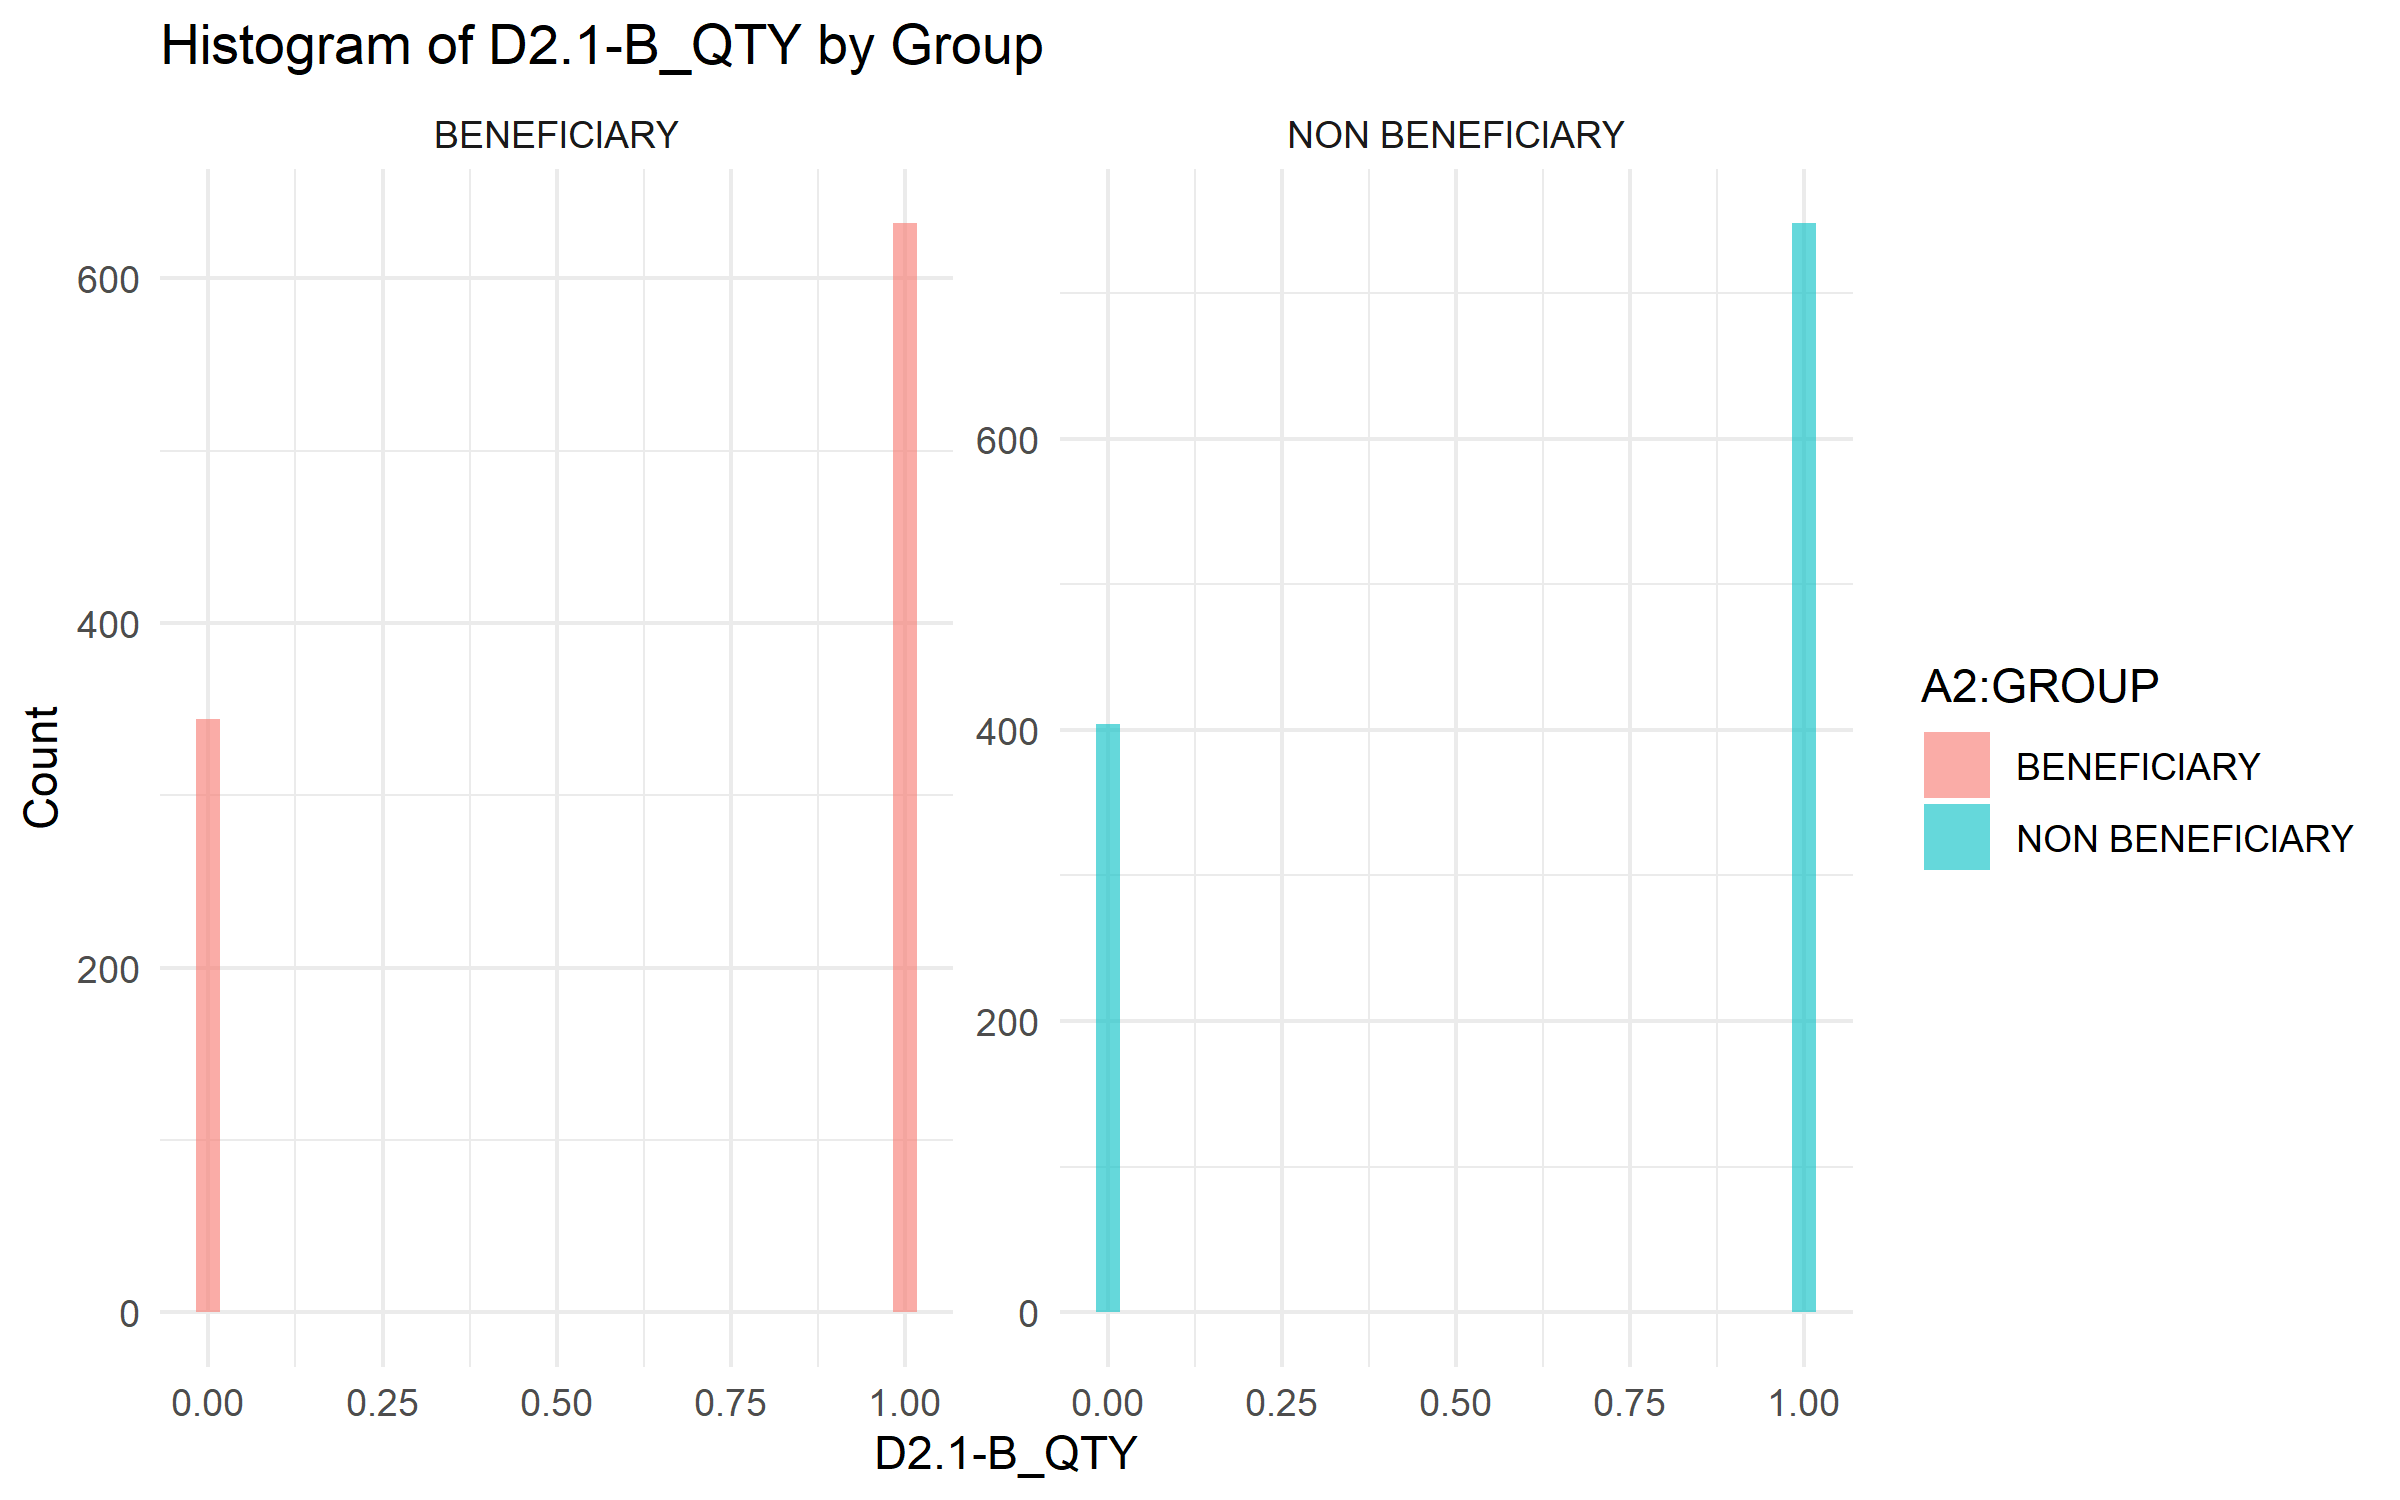 Histogram of D2.1-B_QTY by Group
BENEFICIARY
NON BENEFICIARY
Count
600
400
200
0
600
400
200
0
0.00 0.25 0.50 0.75 1.00
0.00 0.25 0.50 0.75 1.00
D2.1-B_QTY
A2:GROUP
BENEFICIARY
NON BENEFICIARY